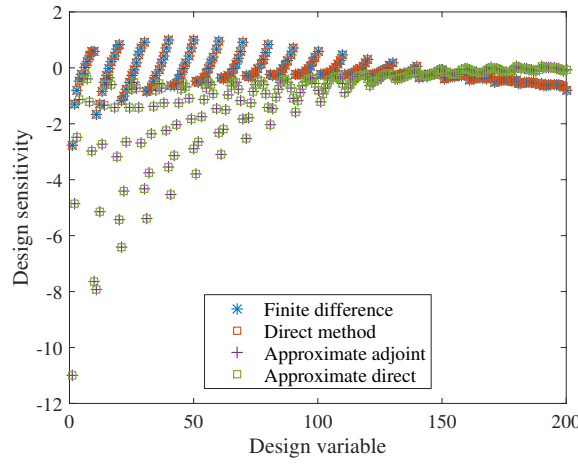 2
0
-2
-4
-6
-8
-10
-12
Design sensitivity
Finite difference
Direct method
Approximate adjoint
Approximate direct
0 50 100 150 200
Design variable